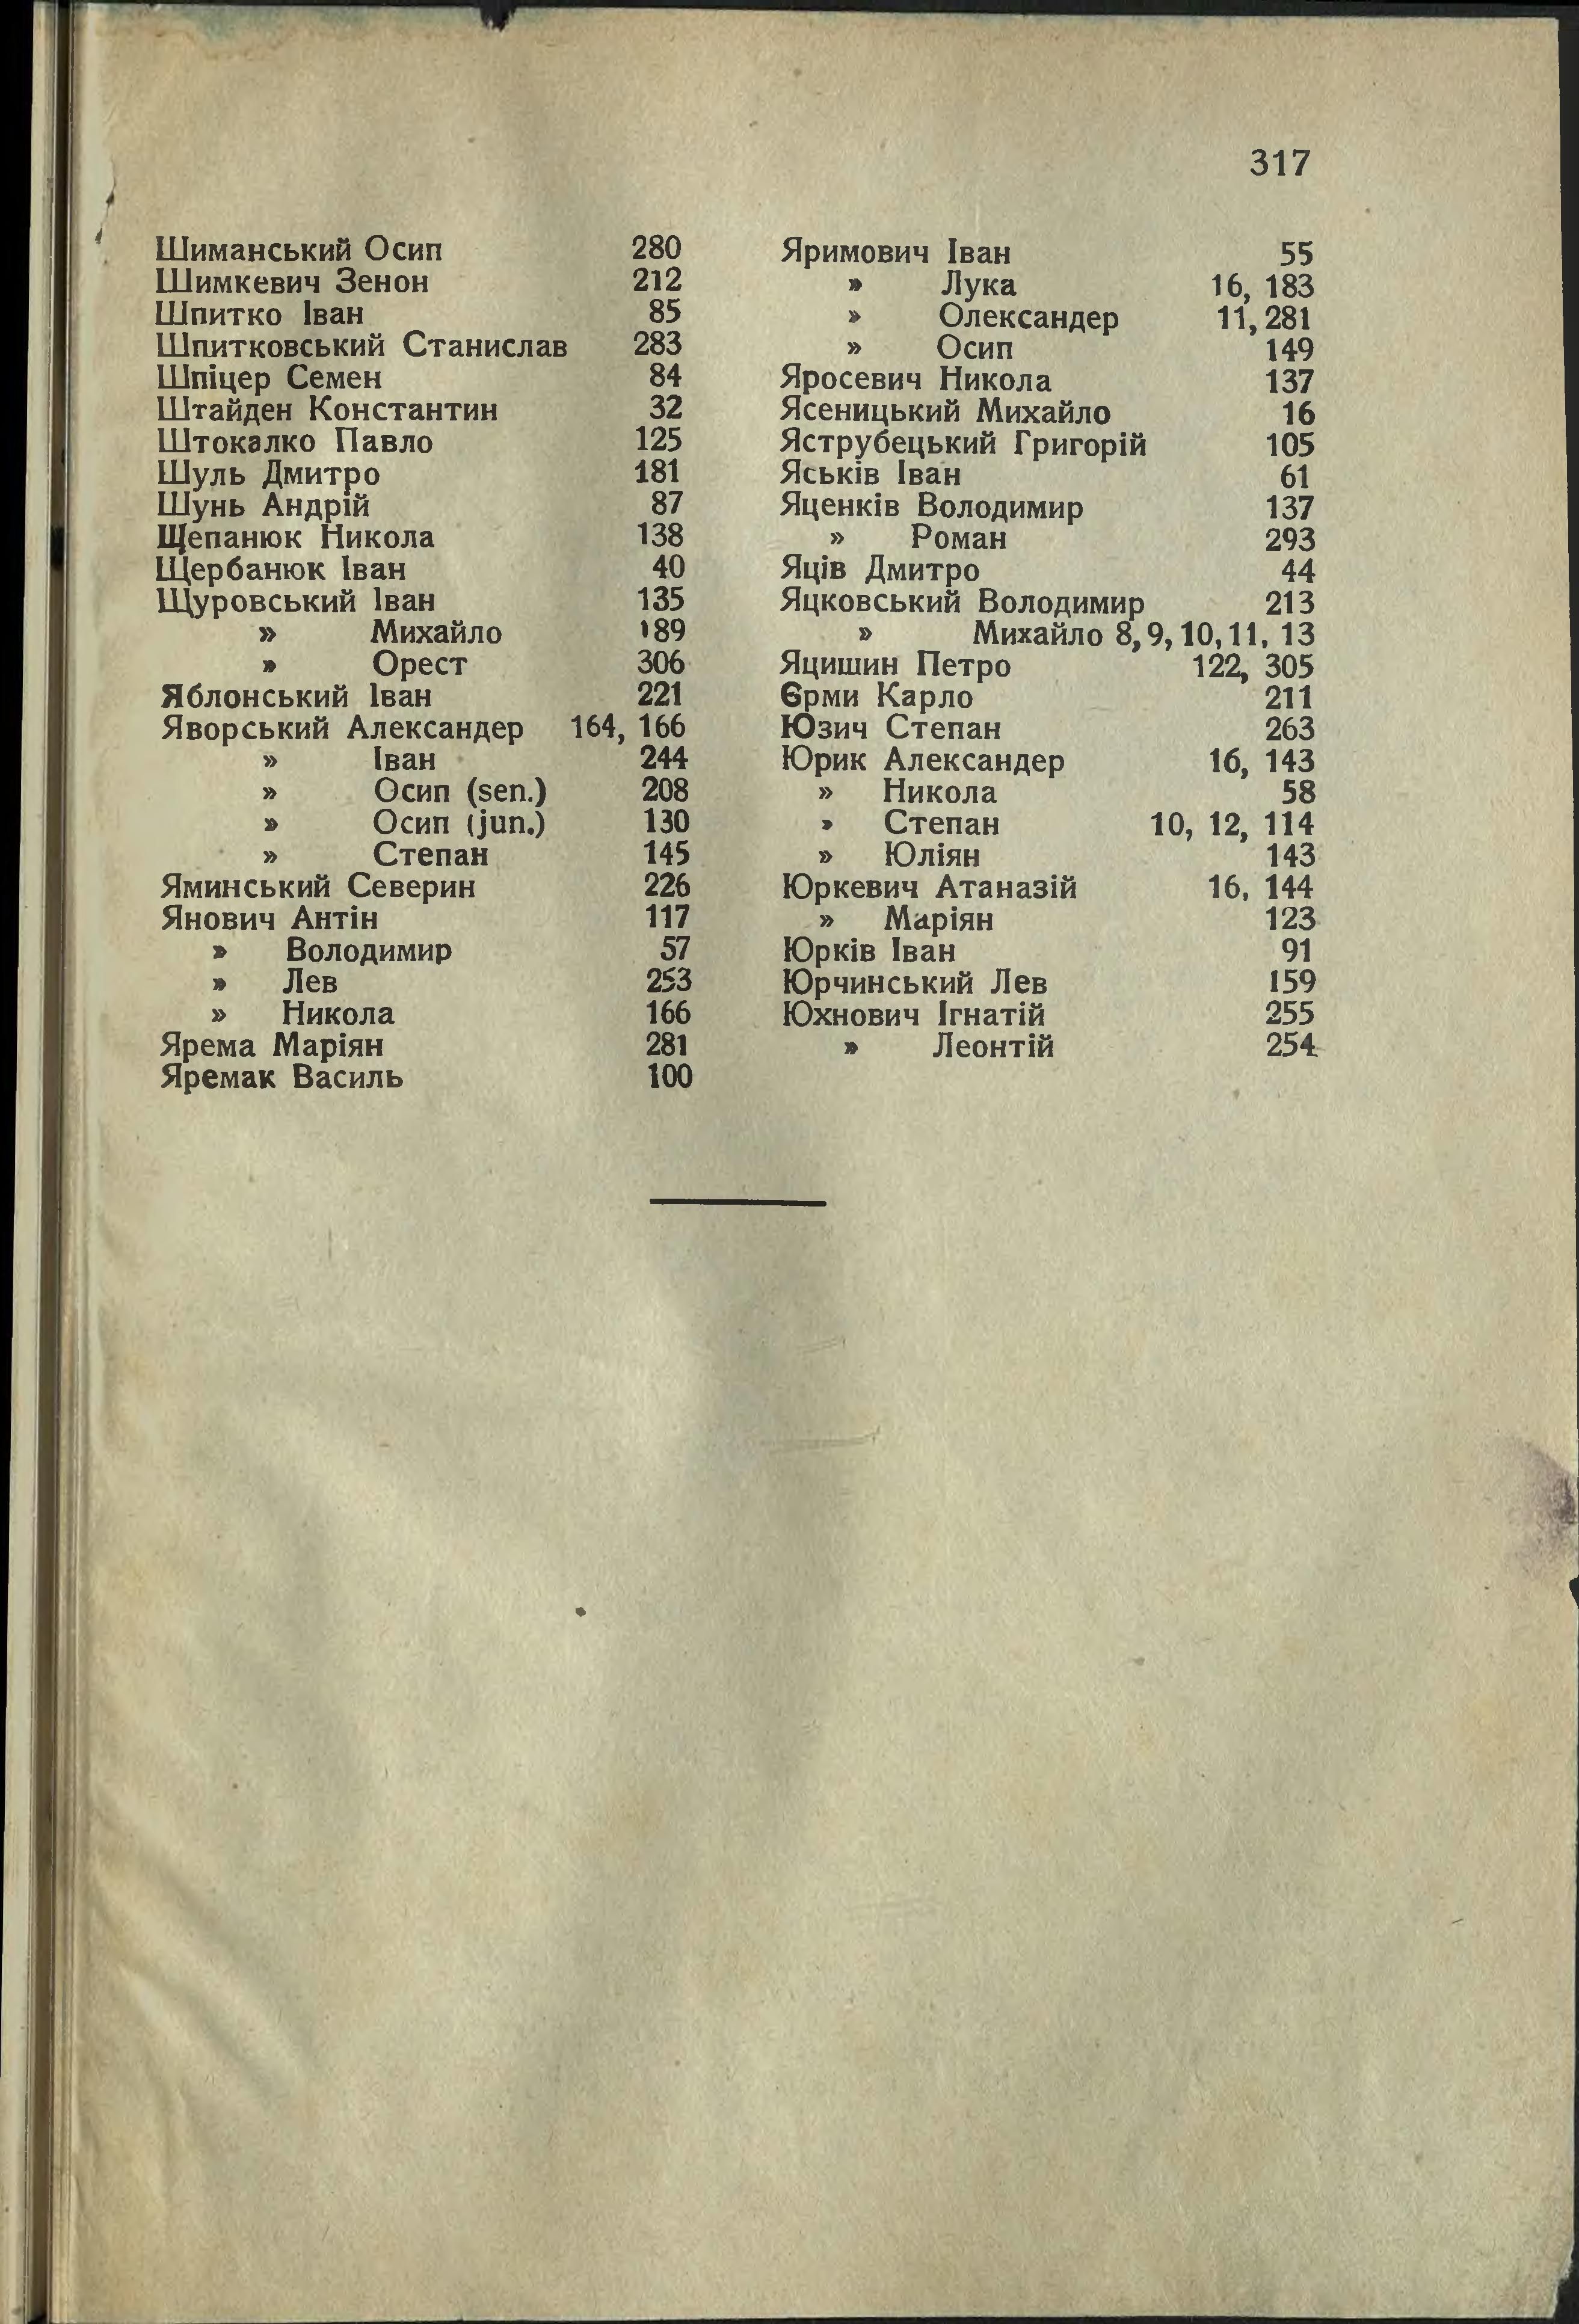 317
Шиманський Осип 280
Шимкевич Зенон 212
Шпитко Іван 85
Шпитковський Станислав 283
Шпіцер Семен 84
Штайден Константин 32
Штокалко Павло 125
Шуль Дмитро 181
Шунь Андрій 87
Щепанюк Никола 138
Щербанюк Іван 40
Щуровський Іван 135
» Михайло 189
» Орест 306
Яблонський Іван 221
Яворський Александер 164, 166
» Іван 244
» Осип (sen.) 208
» Осип (jun.) 130
» Степан 145
Яминський Северин 226
Янович Антін 117
» Володимир 57
» Лев 253
» Никола 166
Ярема Маріян 281
Яремак Василь 100
Яримович Іван 55
» Лука 16, 183
» Олександер 11, 281
» Осип 149
Яросевич Никола 137
Ясеницький Михайло 16
Яструбецький Григорій 105
Яськів Іван 61
Яценків Володимир 137
» Роман 293
Яців Дмитро 44
Яцковський Володимир 213
» Михайло 8, 9, 10, 11, 13
Яцишин Петро 122, 305
Єрми Карло 211
Юзич Степан 263
Юрик Александер 16, 143
» Никола 58
» Степан 10, 12, 114
» Юліян 143
Юркевич Атаназій 16, 144
» Маріян 123
Юрків Іван 91
Юрчинський Лев 159
Юхнович Ігнатій 255
» Леонтій 254